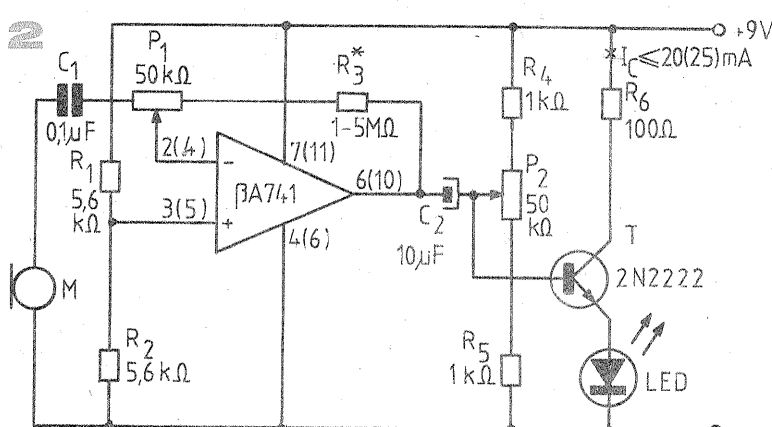 2
+9V
C1
0,1µF
P1
50kΩ
R3*
1-5MΩ
R4
1kΩ
IC ≤20(25)mA
R6
100Ω
R1
5,6
kΩ
2(4)
-
7(11)
βA741
6(10)
3(5)
+
4(6)
C2
10µF
P2
50
kΩ
T
2N2222
M
R2
5,6kΩ
R5
1kΩ
LED